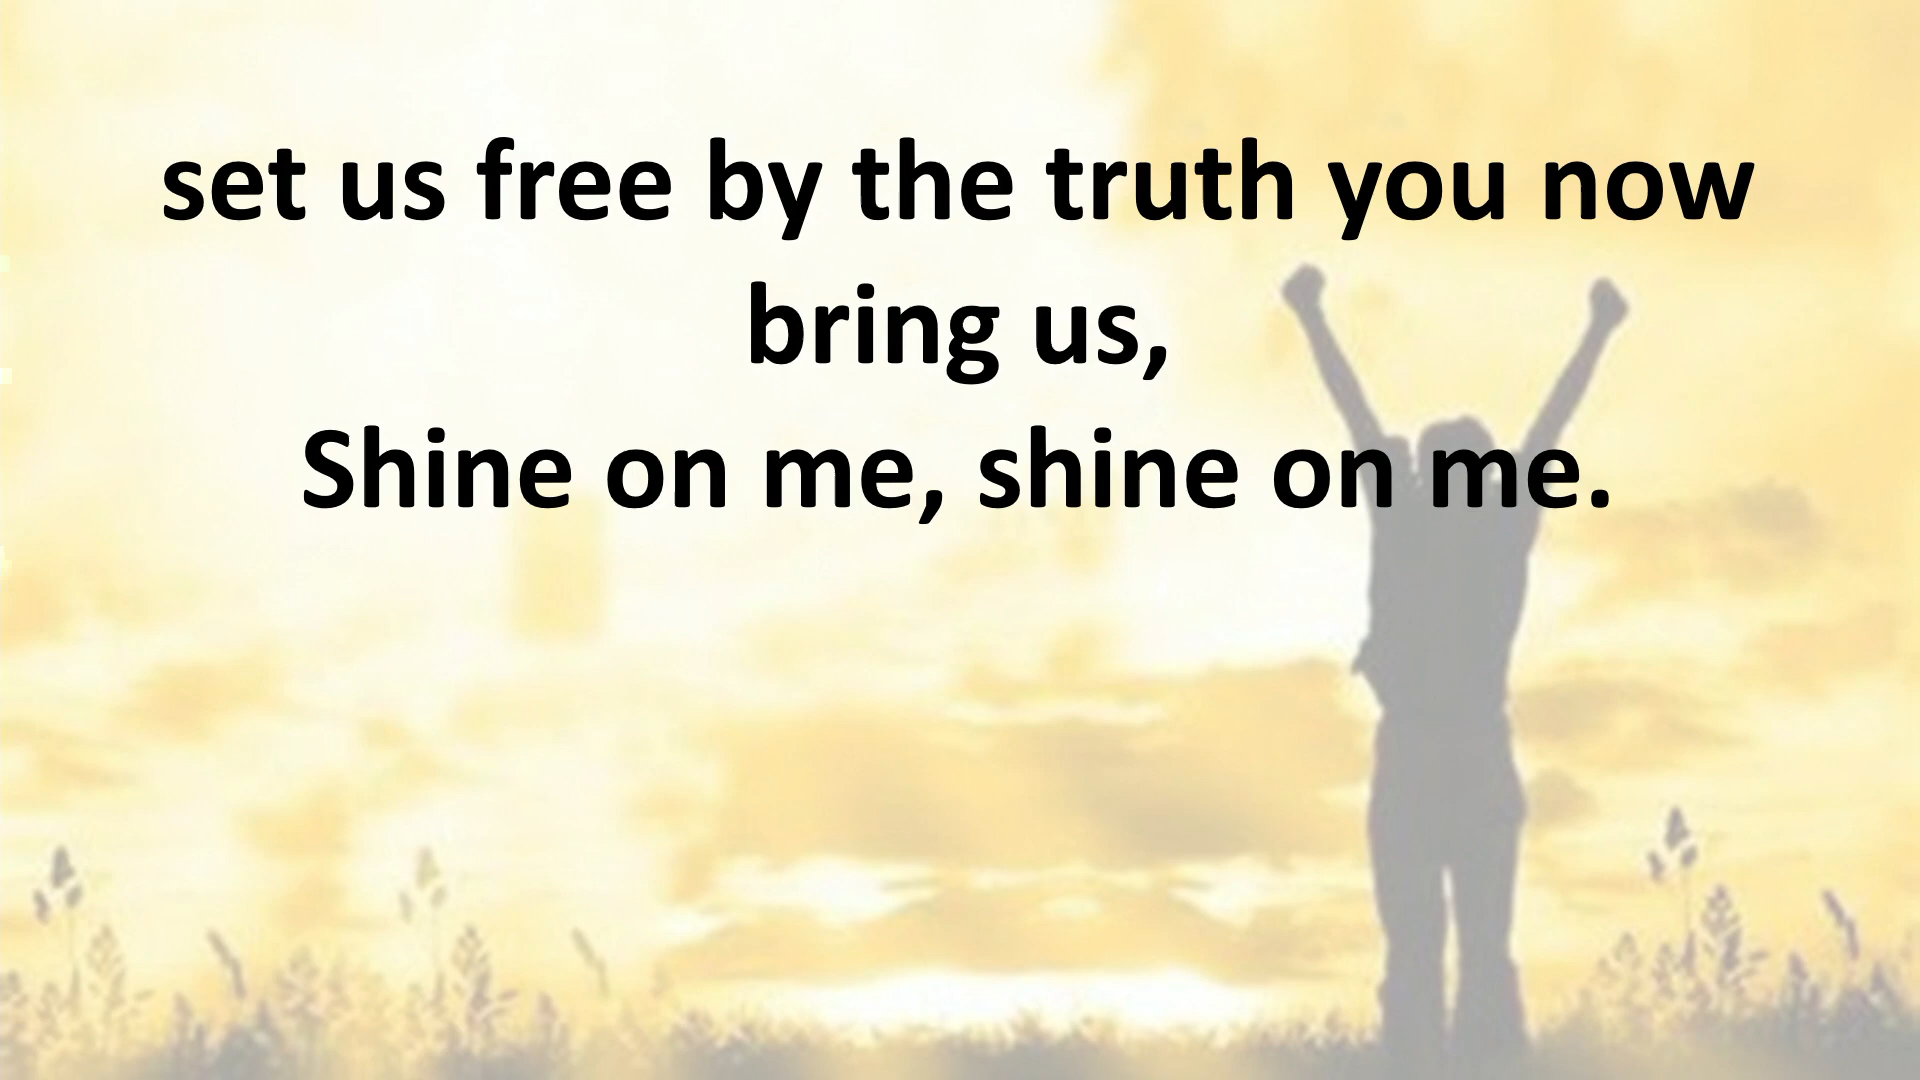 set us free by the truth you now
bring us,
Shine on me, shine on me.